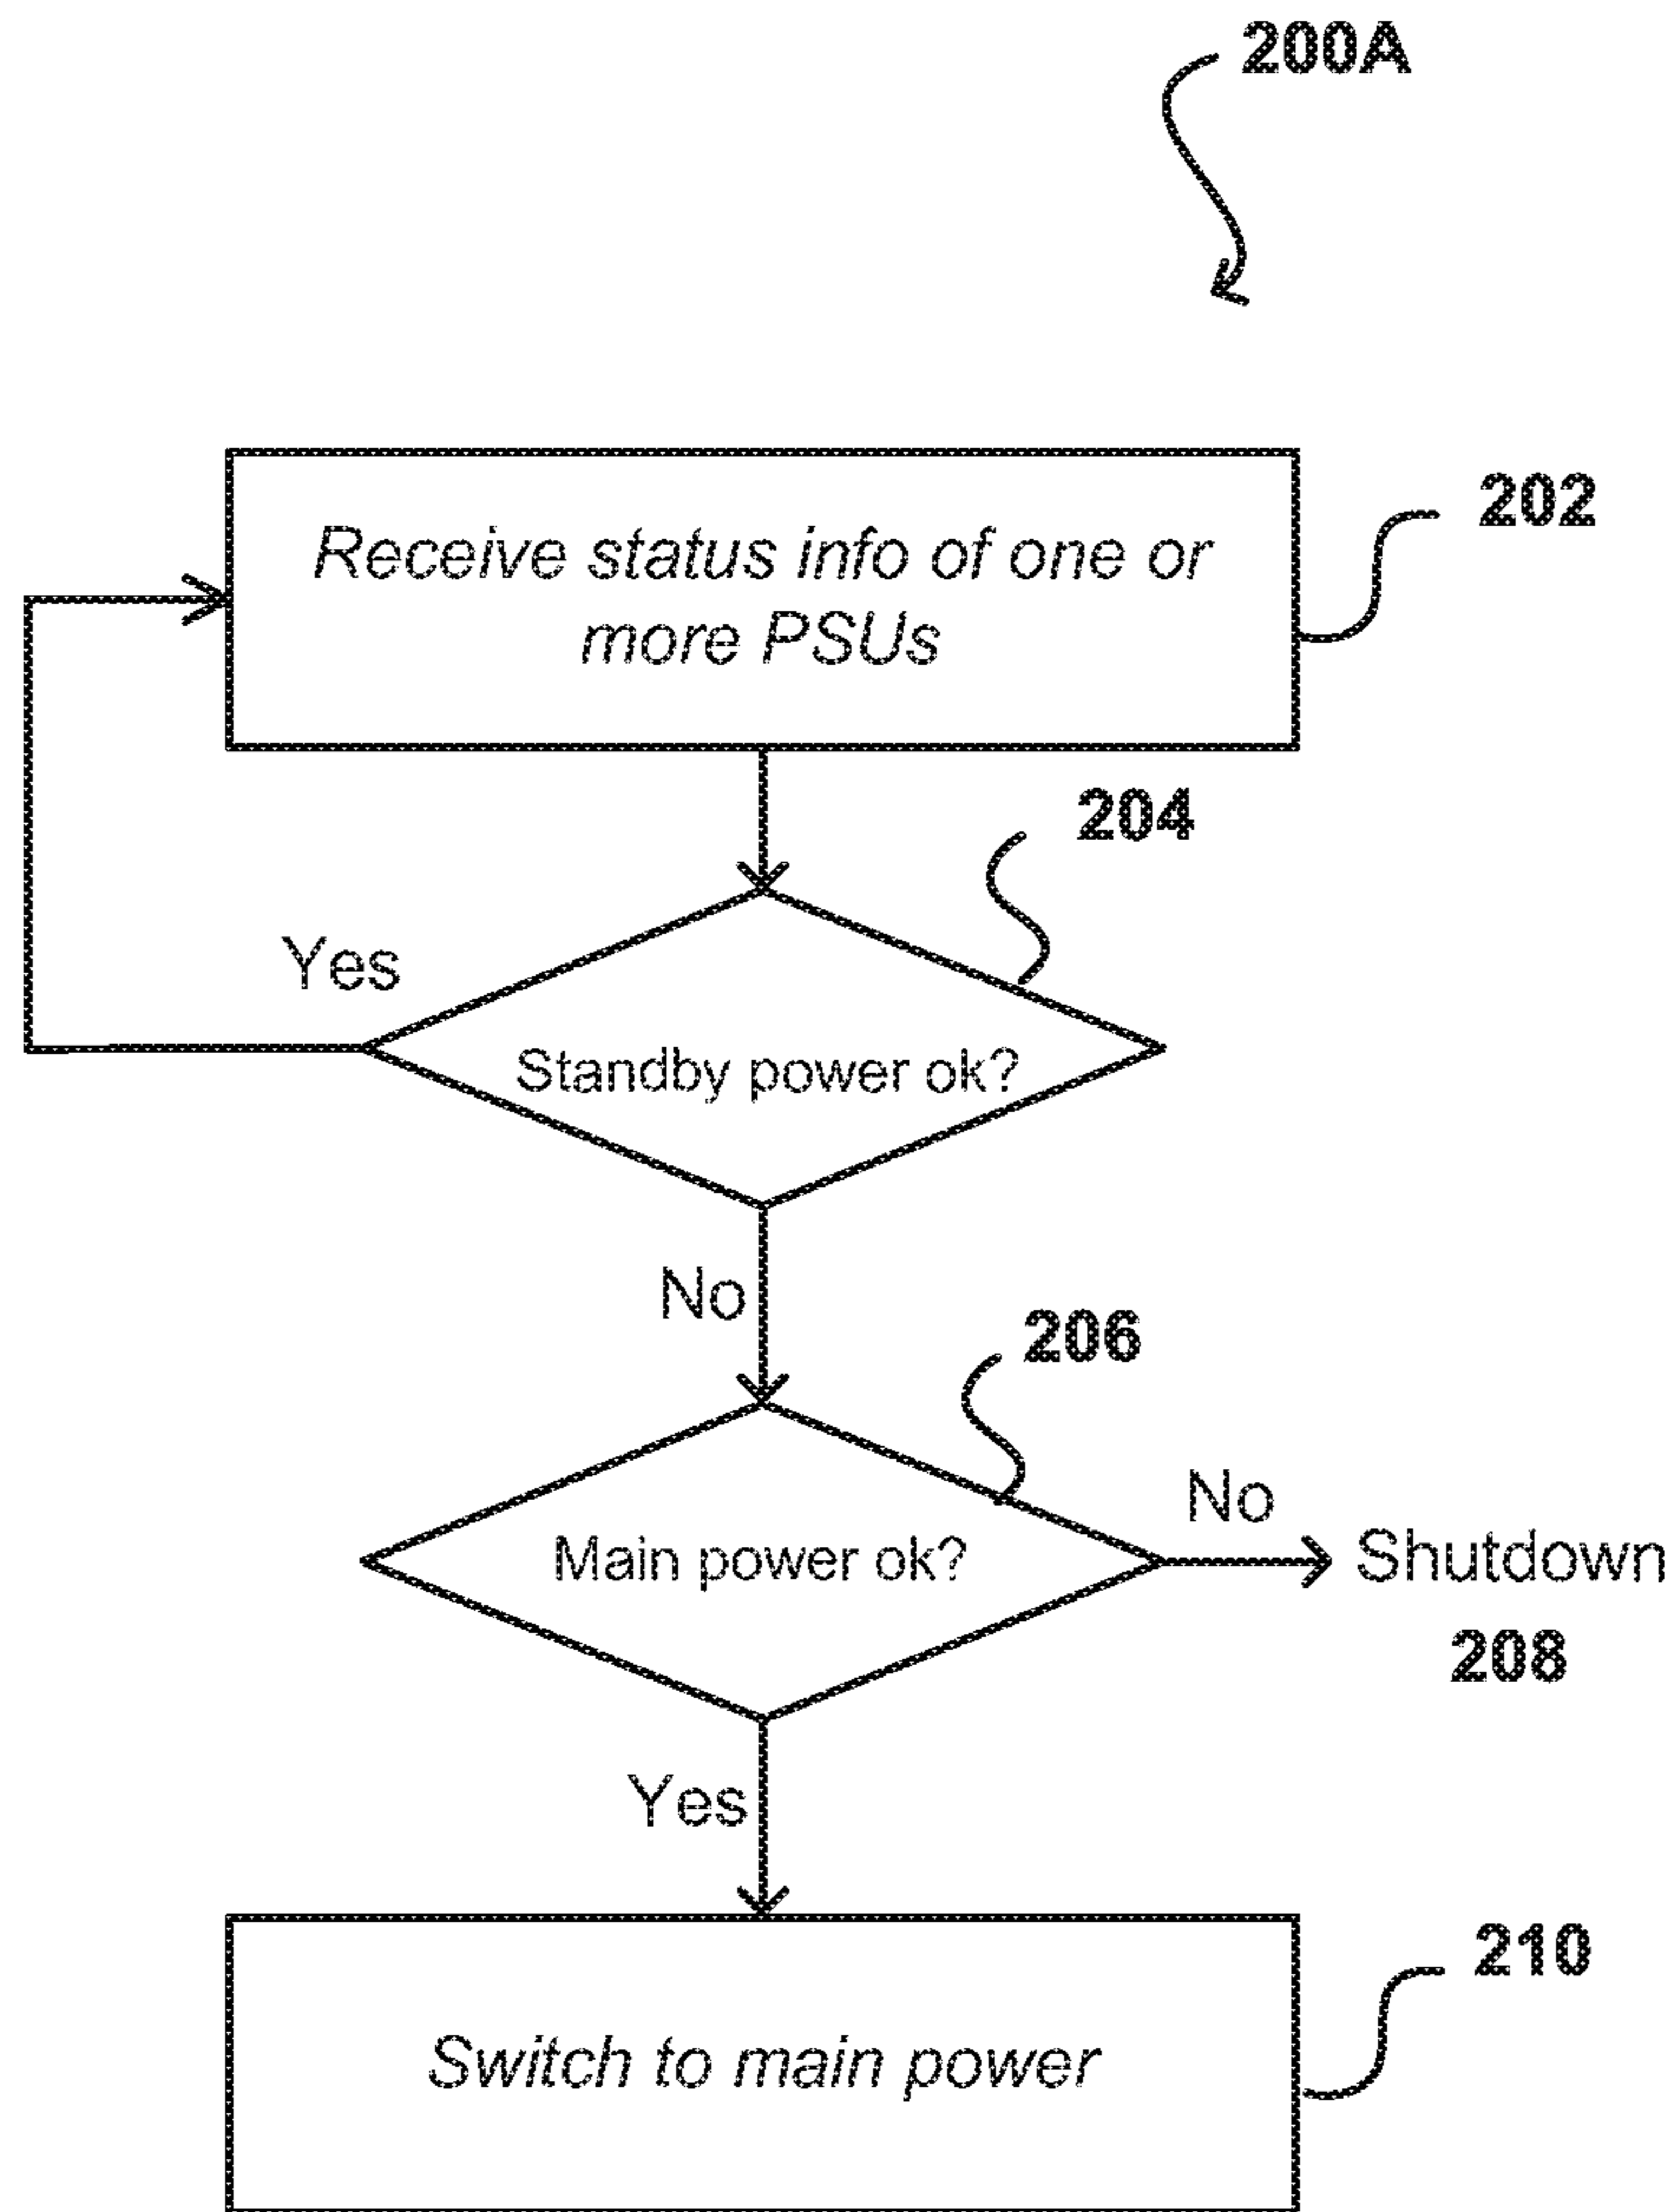 200A
Receive status info of one or
more PSUs
202
204
Yes
Standby power ok?
No
206
No
Main power ok?
Shutdown
208
Yes
210
Switch to main power